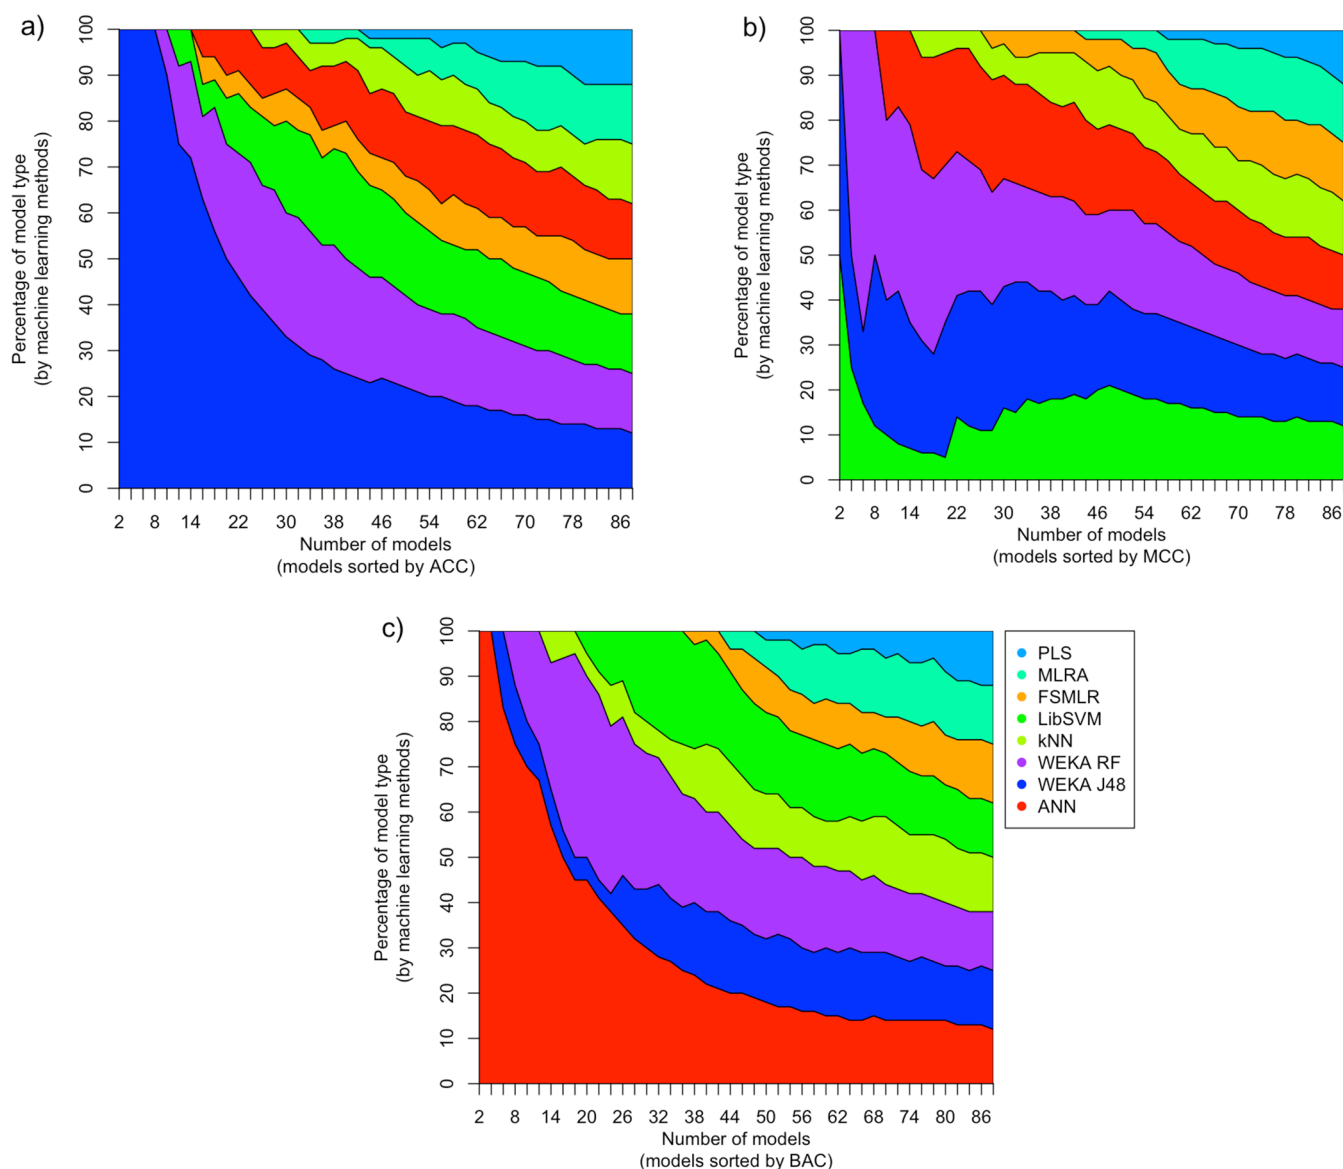 a)
Percentage of model type
(by machine learning methods)
0 10 20 30 40 50 60 70 80 90 100
2 8 14 22 30 38 46 54 62 70 78 86
Number of models
(models sorted by ACC)
b)
Percentage of model type
(by machine learning methods)
0 10 20 30 40 50 60 70 80 90 100
2 8 14 22 30 38 46 54 62 70 78 86
Number of models
(models sorted by MCC)
c)
Percentage of model type
(by machine learning methods)
0 10 20 30 40 50 60 70 80 90 100
2 8 14 20 26 32 38 44 50 56 62 68 74 80 86
Number of models
(models sorted by BAC)
PLS
MLRA
FSMLR
LibSVM
kNN
WEKA RF
WEKA J48
ANN